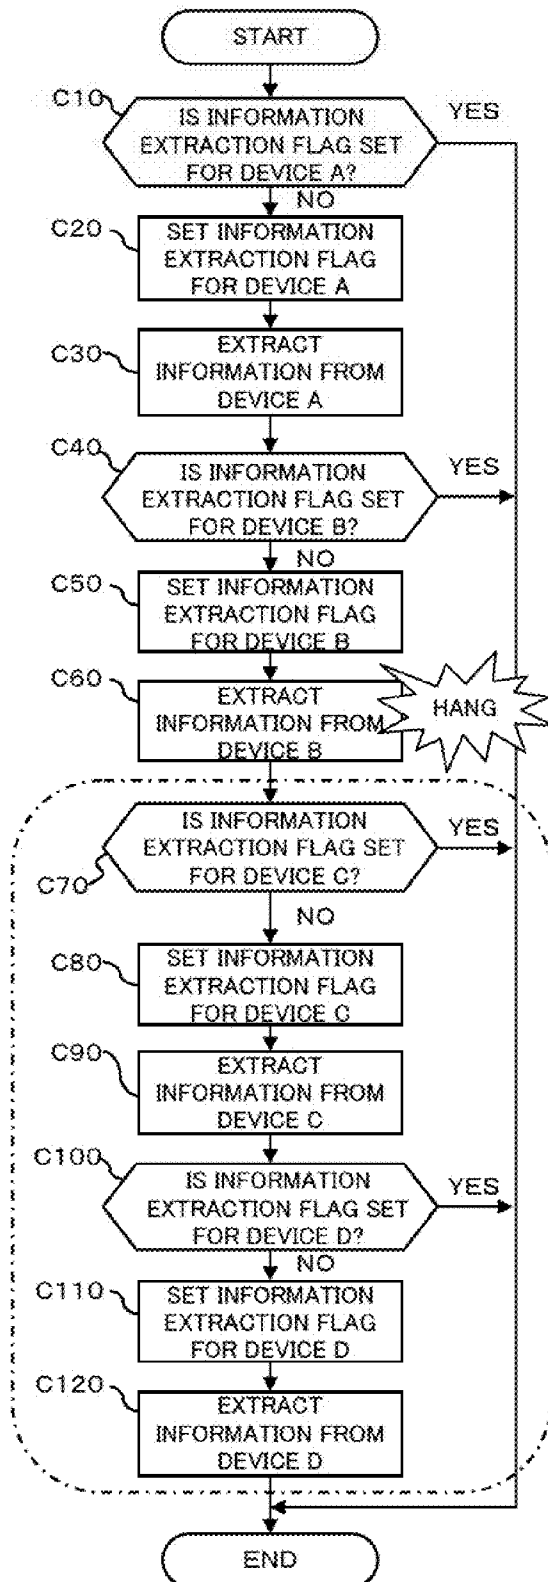 START
C10
IS INFORMATION
EXTRACTION FLAG SET
FOR DEVICE A?
YES
NO
C20
SET INFORMATION
EXTRACTION FLAG
FOR DEVICE A
C30
EXTRACT
INFORMATION FROM
DEVICE A
C40
IS INFORMATION
EXTRACTION FLAG SET
FOR DEVICE B?
YES
NO
C50
SET INFORMATION
EXTRACTION FLAG
FOR DEVICE B
C60
EXTRACT
INFORMATION FROM
DEVICE B
HANG
C70
IS INFORMATION
EXTRACTION FLAG SET
FOR DEVICE C?
YES
NO
C80
SET INFORMATION
EXTRACTION FLAG
FOR DEVICE C
C90
EXTRACT
INFORMATION FROM
DEVICE C
C100
IS INFORMATION
EXTRACTION FLAG SET
FOR DEVICE D?
YES
NO
C110
SET INFORMATION
EXTRACTION FLAG
FOR DEVICE D
C120
EXTRACT
INFORMATION FROM
DEVICE D
END